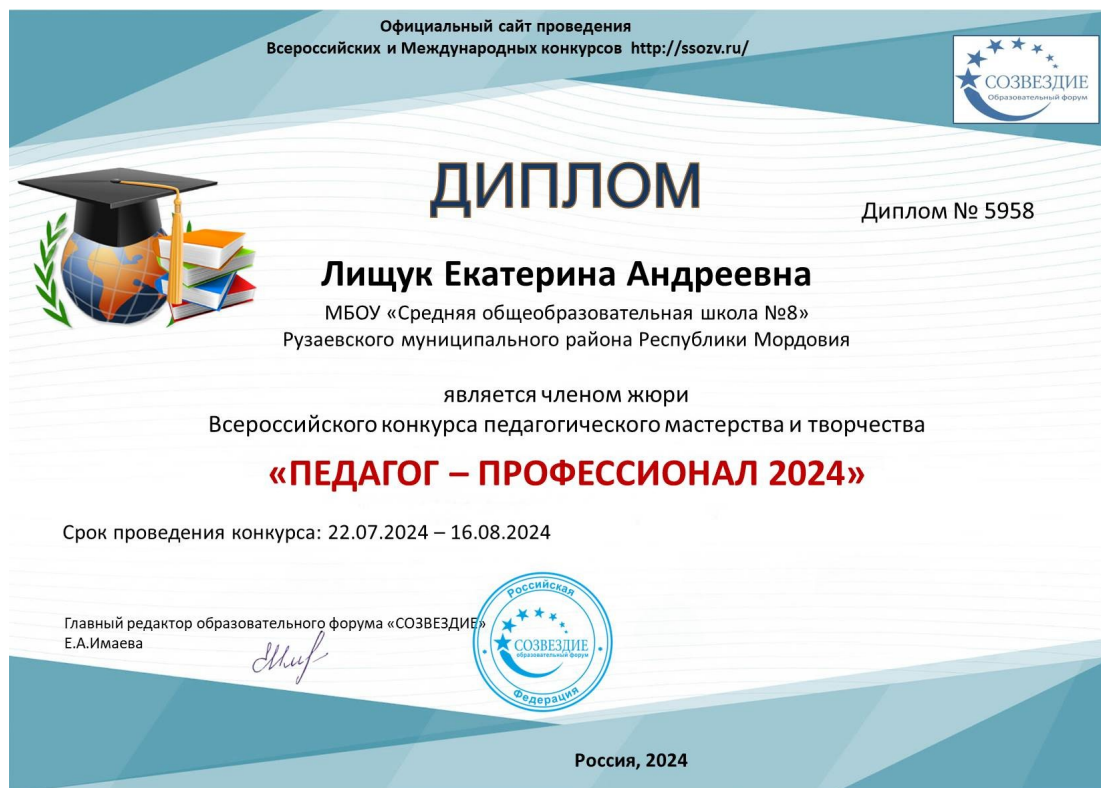 Официальный сайт проведения
Всероссийских и Международных конкурсов http://ssozv.ru/
СОЗВЕЗДИЕ
Образовательный форум
ДИПЛОМ
Диплом № 5958
Лищук Екатерина Андреевна
МБОУ «Средняя общеобразовательная школа №8»
Рузаевского муниципального района Республики Мордовия
является членом жюри
Всероссийского конкурса педагогического мастерства и творчества
«ПЕДАГОГ – ПРОФЕССИОНАЛ 2024»
Срок проведения конкурса: 22.07.2024 – 16.08.2024
Главный редактор образовательного форума «СОЗВЕЗДИЕ»
Е.А.Имаева
Российская
СОЗВЕЗДИЕ
образовательный форум
Федерация
Россия, 2024